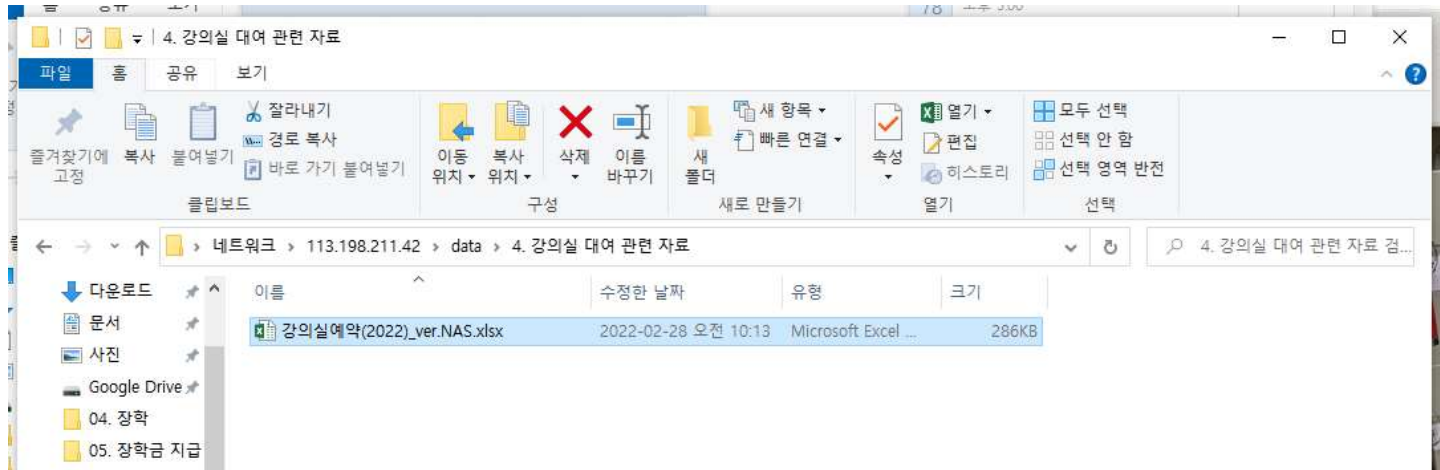 4. 강의실 대여 관련 자료
파일 홈 공유 보기
즐겨찾기에 고정
복사
붙여넣기
잘라내기
경로 복사
바로 가기 붙여넣기
클립보드
이동 위치
복사 위치
삭제
이름 바꾸기
구성
새 폴더
새 항목
빠른 연결
새로 만들기
속성
열기
편집
히스토리
열기
모두 선택
선택 안 함
선택 영역 반전
선택
네트워크 > 113.198.211.42 > data > 4. 강의실 대여 관련 자료
4. 강의실 대여 관련 자료 검...
다운로드
문서
사진
Google Drive
04. 장학
05. 장학금 지급
이름 수정한 날짜 유형 크기
강의실예약(2022)_ver.NAS.xlsx 2022-02-28 오전 10:13 Microsoft Excel ... 286KB